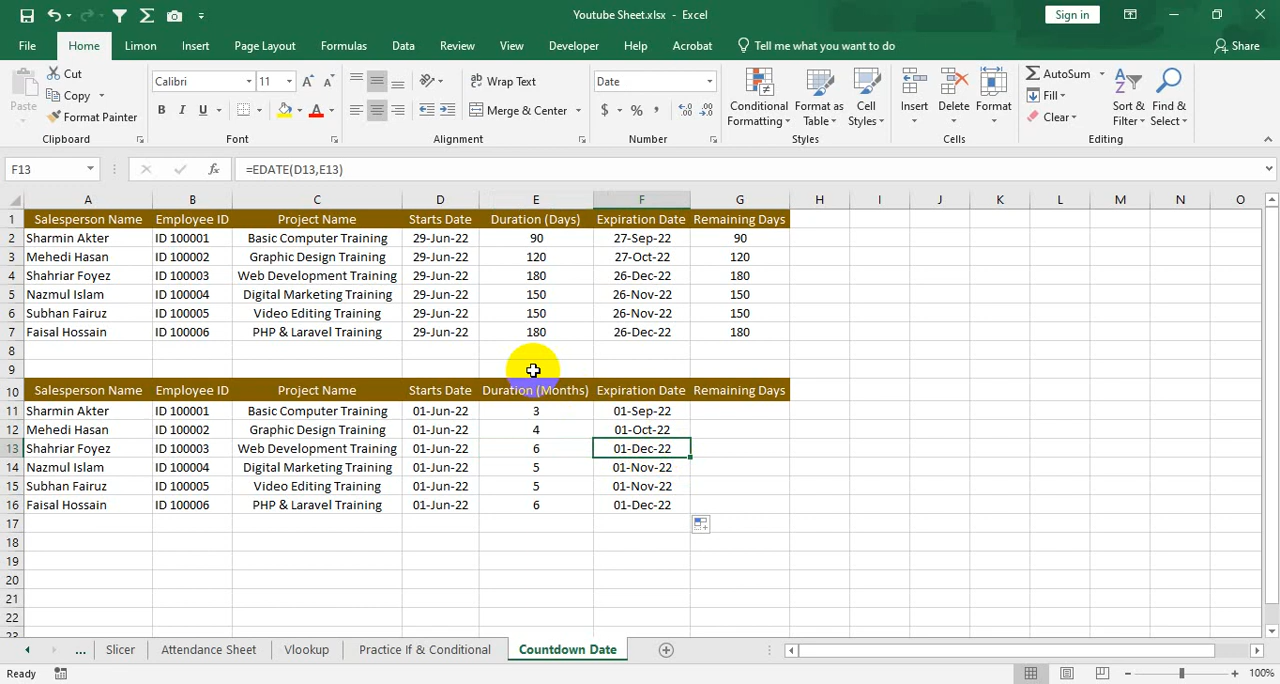 Youtube Sheet.xlsx - Excel Sign in
File Home Limon Insert Page Layout Formulas Data Review View Developer Help Acrobat Tell me what you want to do Share
Paste Cut Copy Format Painter Clipboard
Calibri 11 B I U A A A Font
Wrap Text Merge & Center Alignment
Date $ % , Number
Conditional Formatting Format as Table Cell Styles Styles
Insert Delete Format Cells
AutoSum Fill Clear Sort & Filter Find & Select Editing
F13 fx =EDATE(D13,E13)
A B C D E F G H I J K L M N O
1 Salesperson Name Employee ID Project Name Starts Date Duration (Days) Expiration Date Remaining Days
2 Sharmin Akter ID 100001 Basic Computer Training 29-Jun-22 90 27-Sep-22 90
3 Mehedi Hasan ID 100002 Graphic Design Training 29-Jun-22 120 27-Oct-22 120
4 Shahriar Foyez ID 100003 Web Development Training 29-Jun-22 180 26-Dec-22 180
5 Nazmul Islam ID 100004 Digital Marketing Training 29-Jun-22 150 26-Nov-22 150
6 Subhan Fairuz ID 100005 Video Editing Training 29-Jun-22 150 26-Nov-22 150
7 Faisal Hossain ID 100006 PHP & Laravel Training 29-Jun-22 180 26-Dec-22 180
8
9
10 Salesperson Name Employee ID Project Name Starts Date Duration (Months) Expiration Date Remaining Days
11 Sharmin Akter ID 100001 Basic Computer Training 01-Jun-22 3 01-Sep-22
12 Mehedi Hasan ID 100002 Graphic Design Training 01-Jun-22 4 01-Oct-22
13 Shahriar Foyez ID 100003 Web Development Training 01-Jun-22 6 01-Dec-22
14 Nazmul Islam ID 100004 Digital Marketing Training 01-Jun-22 5 01-Nov-22
15 Subhan Fairuz ID 100005 Video Editing Training 01-Jun-22 5 01-Nov-22
16 Faisal Hossain ID 100006 PHP & Laravel Training 01-Jun-22 6 01-Dec-22
17
18
19
20
21
22
23
... Slicer Attendance Sheet Vlookup Practice If & Conditional Countdown Date
Ready 100%